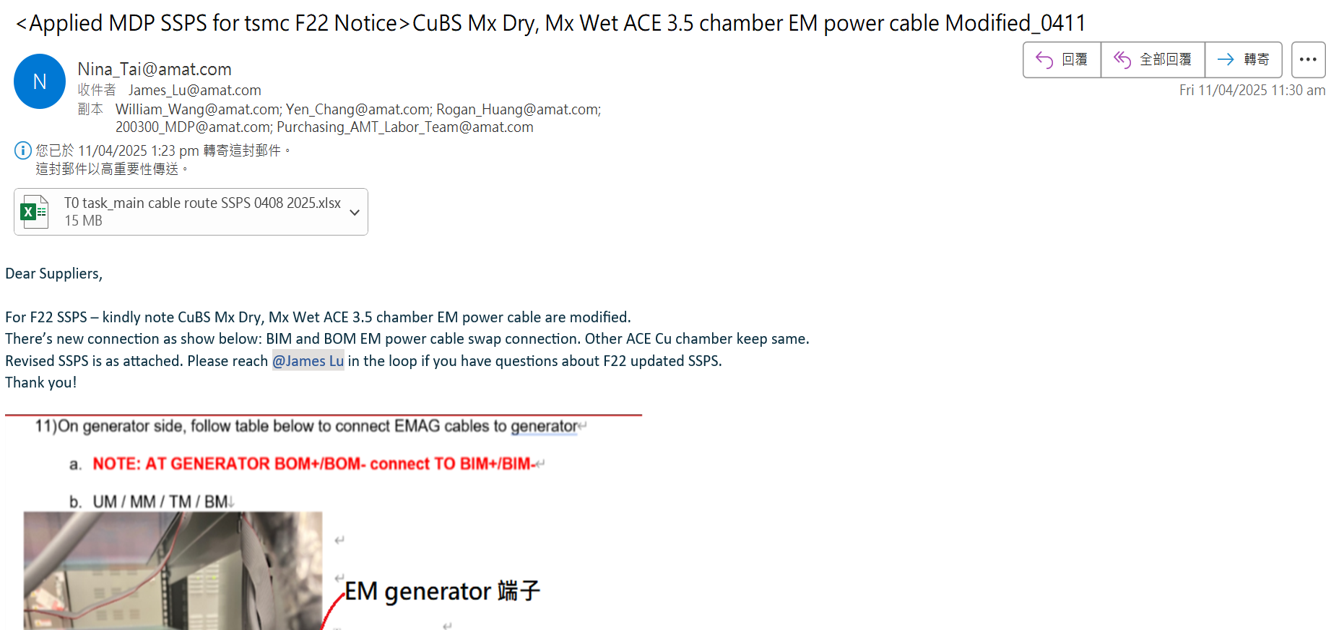 <Applied MDP SSPS for tsmc F22 Notice>CuBS Mx Dry, Mx Wet ACE 3.5 chamber EM power cable Modified_0411
N
Nina_Tai@amat.com
收件者 James_Lu@amat.com
副本 William_Wang@amat.com; Yen_Chang@amat.com; Rogan_Huang@amat.com;
200300_MDP@amat.com; Purchasing_AMT_Labor_Team@amat.com
回覆
全部回覆
轉寄
Fri 11/04/2025 11:30 am
您已於 11/04/2025 1:23 pm 轉寄這封郵件。
這封郵件以高重要性傳送。
T0 task_main cable route SSPS 0408 2025.xlsx
15 MB
Dear Suppliers,
For F22 SSPS – kindly note CuBS Mx Dry, Mx Wet ACE 3.5 chamber EM power cable are modified.
There's new connection as show below: BIM and BOM EM power cable swap connection. Other ACE Cu chamber keep same.
Revised SSPS is as attached. Please reach @James Lu in the loop if you have questions about F22 updated SSPS.
Thank you!
11)On generator side, follow table below to connect EMAG cables to generator
a. NOTE: AT GENERATOR BOM+/BOM- connect TO BIM+/BIM-
b. UM / MM / TM / BM
EM generator 端子